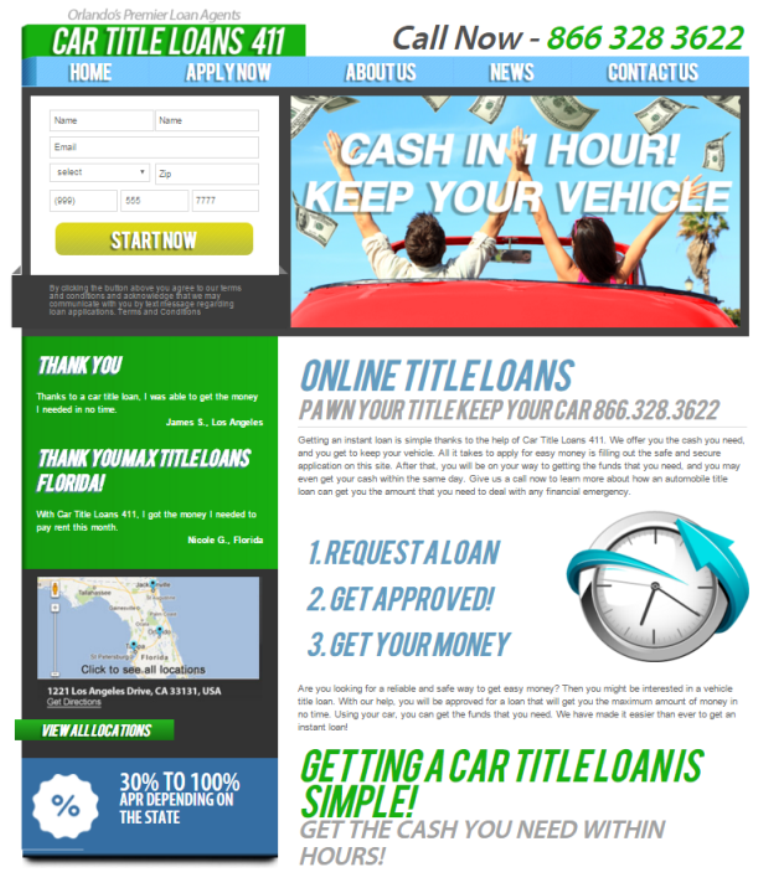 Orlando's Premier Loan Agents
CAR TITLE LOANS 411
Call Now - 866 328 3622
HOME APPLY NOW ABOUT US NEWS CONTACT US
Name Name
Email
select Zip
(999) 555 7777
START NOW
By clicking the button above you agree to our terms
and conditions and acknowledge that we may
communicate with you by text message regarding
loan applications. Terms and Conditions
CASH IN 1 HOUR!
KEEP YOUR VEHICLE
THANK YOU
Thanks to a car title loan, I was able to get the money
I needed in no time.
James S., Los Angeles
THANK YOU MAX TITLE LOANS
FLORIDA!
With Car Title Loans 411, I got the money I needed to
pay rent this month.
Nicole G., Florida
Jacksonville
Tallahassee
Gainesville
Palm Coast
Orlando
Tampa
St Petersburg Florida
Click to see all locations
1221 Los Angeles Drive, CA 33131, USA
Get Directions
VIEW ALL LOCATIONS
%
30% TO 100%
APR DEPENDING ON
THE STATE
ONLINE TITLE LOANS
PAWN YOUR TITLE KEEP YOUR CAR 866.328.3622
Getting an instant loan is simple thanks to the help of Car Title Loans 411. We offer you the cash you need,
and you get to keep your vehicle. All it takes to apply for easy money is filling out the safe and secure
application on this site. After that, you will be on your way to getting the funds that you need, and you may
even get your cash within the same day. Give us a call now to learn more about how an automobile title
loan can get you the amount that you need to deal with any financial emergency.
1. REQUEST A LOAN
2. GET APPROVED!
3. GET YOUR MONEY
Are you looking for a reliable and safe way to get easy money? Then you might be interested in a vehicle
title loan. With our help, you will be approved for a loan that will get you the maximum amount of money in
no time. Using your car, you can get the funds that you need. We have made it easier than ever to get an
instant loan!
GETTING A CAR TITLE LOAN IS
SIMPLE!
GET THE CASH YOU NEED WITHIN
HOURS!